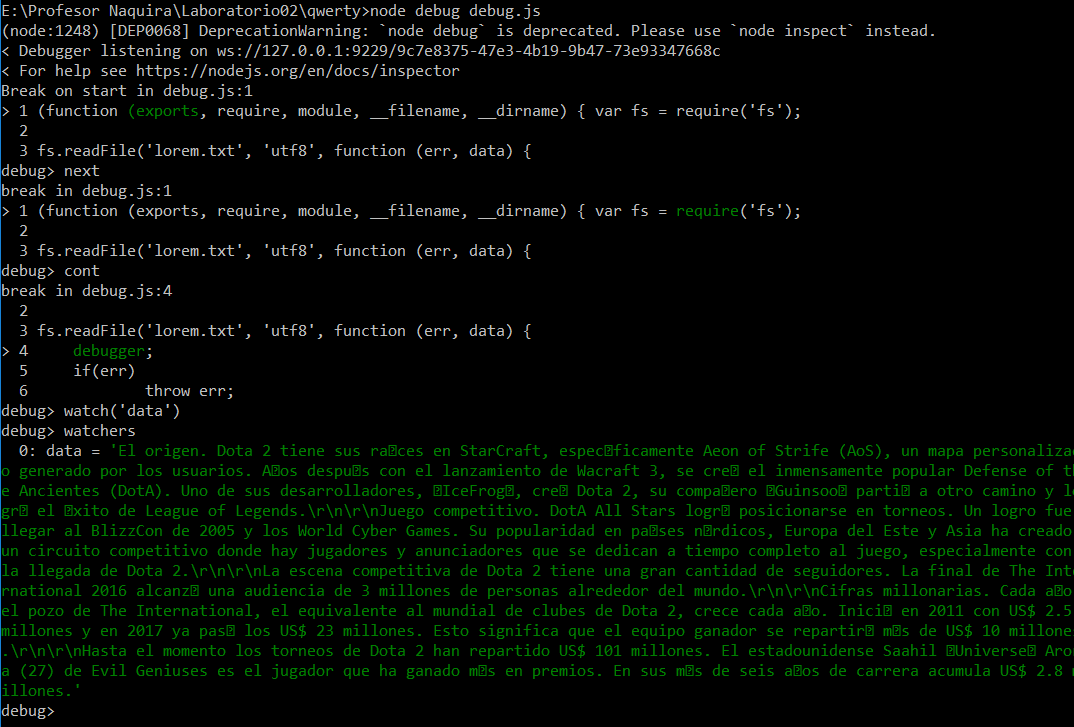 E:\Profesor Naquira\Laboratorio02\qwerty>node debug debug.js
(node:1248) [DEP0068] DeprecationWarning: `node debug` is deprecated. Please use `node inspect` instead.
< Debugger listening on ws://127.0.0.1:9229/9c7e8375-47e3-4b19-9b47-73e93347668c
< For help see https://nodejs.org/en/docs/inspector
Break on start in debug.js:1
> 1 (function (exports, require, module, __filename, __dirname) { var fs = require('fs');
  2
  3 fs.readFile('lorem.txt', 'utf8', function (err, data) {
debug> next
break in debug.js:1
> 1 (function (exports, require, module, __filename, __dirname) { var fs = require('fs');
  2
  3 fs.readFile('lorem.txt', 'utf8', function (err, data) {
debug> cont
break in debug.js:4
  2
  3 fs.readFile('lorem.txt', 'utf8', function (err, data) {
> 4     debugger;
  5     if(err)
  6             throw err;
debug> watch('data')
debug> watchers
  0: data = 'El origen. Dota 2 tiene sus ra�ces en StarCraft, espec�ficamente Aeon of Strife (AoS), un mapa personaliza
o generado por los usuarios. A�os despu�s con el lanzamiento de Wacraft 3, se cre� el inmensamente popular Defense of t
e Ancientes (DotA). Uno de sus desarrolladores, �IceFrog�, cre� Dota 2, su compa�ero �Guinsoo� parti� a otro camino y l
gr� el �xito de League of Legends.\r\n\r\nJuego competitivo. DotA All Stars logr� posicionarse en torneos. Un logro fue
llegar al BlizzCon de 2005 y los World Cyber Games. Su popularidad en pa�ses n�rdicos, Europa del Este y Asia ha creado
un circuito competitivo donde hay jugadores y anunciadores que se dedican a tiempo completo al juego, especialmente con
la llegada de Dota 2.\r\n\r\nLa escena competitiva de Dota 2 tiene una gran cantidad de seguidores. La final de The Int
rnational 2016 alcanz� una audiencia de 3 millones de personas alrededor del mundo.\r\n\r\nCifras millonarias. Cada a�o
el pozo de The International, el equivalente al mundial de clubes de Dota 2, crece cada a�o. Inici� en 2011 con US$ 2.5
millones y en 2017 ya pas� los US$ 23 millones. Esto significa que el equipo ganador se repartir� m�s de US$ 10 millone
.\r\n\r\nHasta el momento los torneos de Dota 2 han repartido US$ 101 millones. El estadounidense Saahil �Universe� Aro
a (27) de Evil Geniuses es el jugador que ha ganado m�s en premios. En sus m�s de seis a�os de carrera acumula US$ 2.8
illones.'
debug>